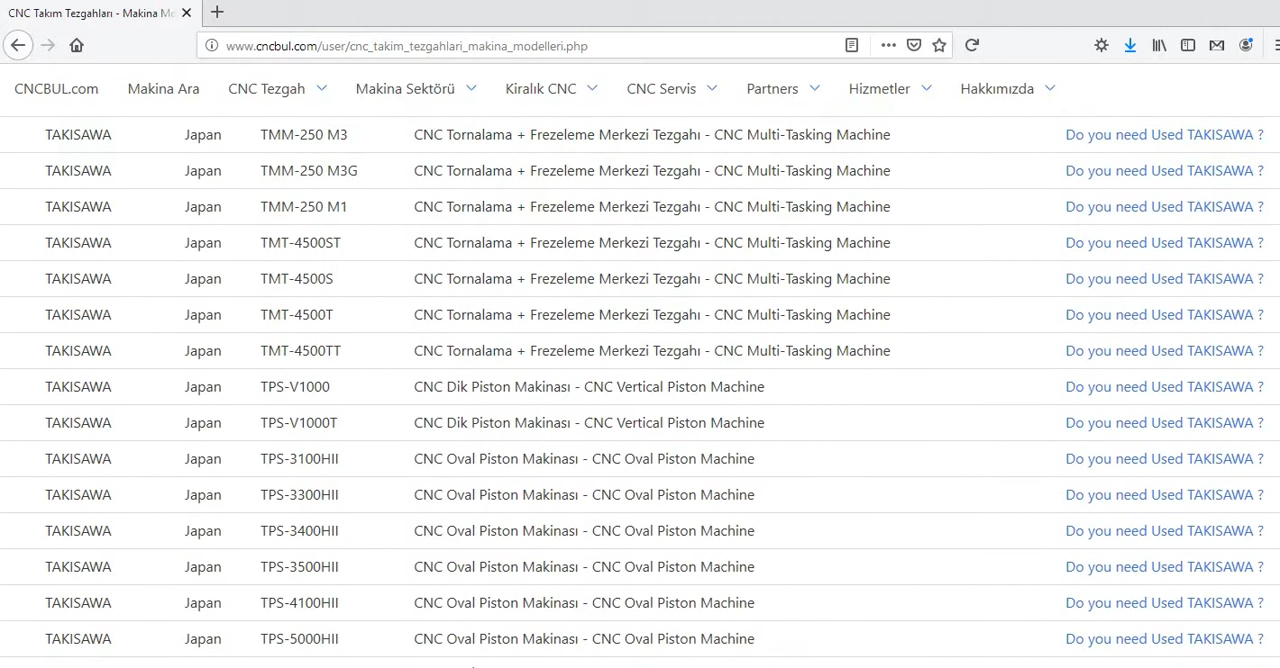 CNC Takım Tezgahları - Makina Mo
www.cncbul.com/user/cnc_takim_tezgahlari_makina_modelleri.php
CNCBUL.com Makina Ara CNC Tezgah Makina Sektörü Kiralık CNC CNC Servis Partners Hizmetler Hakkımızda
TAKISAWA Japan TMM-250 M3 CNC Tornalama + Frezeleme Merkezi Tezgahı - CNC Multi-Tasking Machine Do you need Used TAKISAWA ?
TAKISAWA Japan TMM-250 M3G CNC Tornalama + Frezeleme Merkezi Tezgahı - CNC Multi-Tasking Machine Do you need Used TAKISAWA ?
TAKISAWA Japan TMM-250 M1 CNC Tornalama + Frezeleme Merkezi Tezgahı - CNC Multi-Tasking Machine Do you need Used TAKISAWA ?
TAKISAWA Japan TMT-4500ST CNC Tornalama + Frezeleme Merkezi Tezgahı - CNC Multi-Tasking Machine Do you need Used TAKISAWA ?
TAKISAWA Japan TMT-4500S CNC Tornalama + Frezeleme Merkezi Tezgahı - CNC Multi-Tasking Machine Do you need Used TAKISAWA ?
TAKISAWA Japan TMT-4500T CNC Tornalama + Frezeleme Merkezi Tezgahı - CNC Multi-Tasking Machine Do you need Used TAKISAWA ?
TAKISAWA Japan TMT-4500TT CNC Tornalama + Frezeleme Merkezi Tezgahı - CNC Multi-Tasking Machine Do you need Used TAKISAWA ?
TAKISAWA Japan TPS-V1000 CNC Dik Piston Makinası - CNC Vertical Piston Machine Do you need Used TAKISAWA ?
TAKISAWA Japan TPS-V1000T CNC Dik Piston Makinası - CNC Vertical Piston Machine Do you need Used TAKISAWA ?
TAKISAWA Japan TPS-3100HII CNC Oval Piston Makinası - CNC Oval Piston Machine Do you need Used TAKISAWA ?
TAKISAWA Japan TPS-3300HII CNC Oval Piston Makinası - CNC Oval Piston Machine Do you need Used TAKISAWA ?
TAKISAWA Japan TPS-3400HII CNC Oval Piston Makinası - CNC Oval Piston Machine Do you need Used TAKISAWA ?
TAKISAWA Japan TPS-3500HII CNC Oval Piston Makinası - CNC Oval Piston Machine Do you need Used TAKISAWA ?
TAKISAWA Japan TPS-4100HII CNC Oval Piston Makinası - CNC Oval Piston Machine Do you need Used TAKISAWA ?
TAKISAWA Japan TPS-5000HII CNC Oval Piston Makinası - CNC Oval Piston Machine Do you need Used TAKISAWA ?